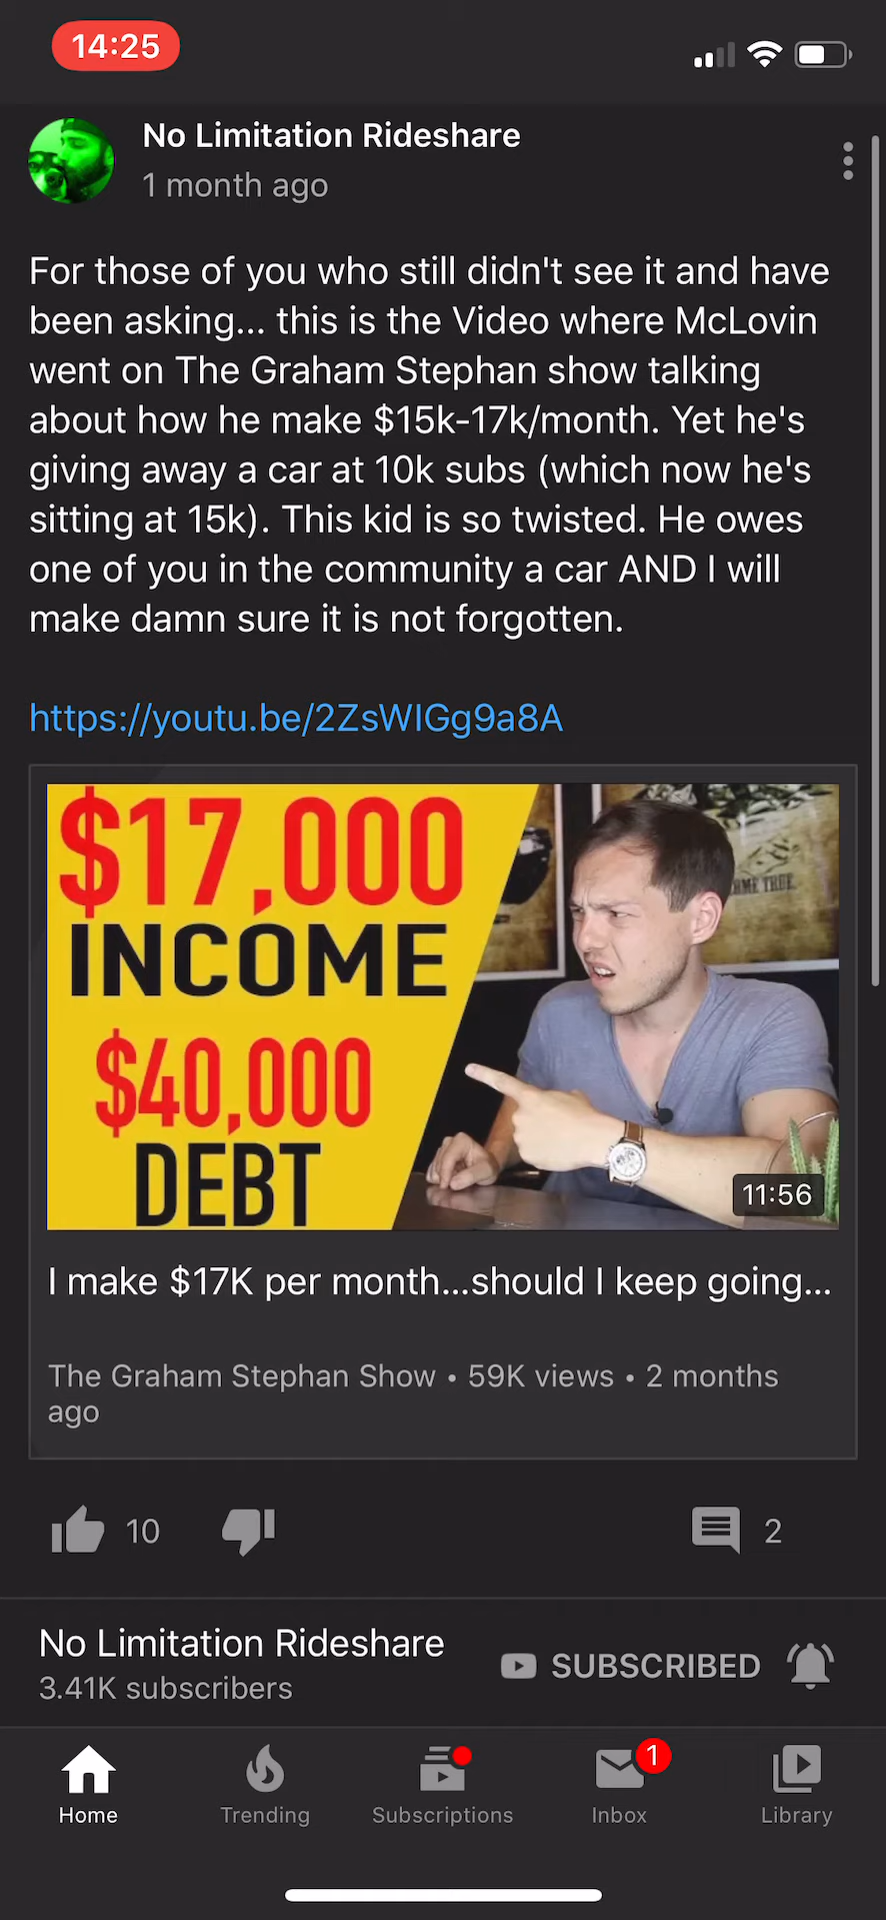 14:25
No Limitation Rideshare
1 month ago
For those of you who still didn't see it and have
been asking... this is the Video where McLovin
went on The Graham Stephan show talking
about how he make $15k-17k/month. Yet he's
giving away a car at 10k subs (which now he's
sitting at 15k). This kid is so twisted. He owes
one of you in the community a car AND I will
make damn sure it is not forgotten.
https://youtu.be/2ZsWIGg9a8A
$17,000
INCOME
$40,000
DEBT
OME TRUE
11:56
I make $17K per month...should I keep going...
The Graham Stephan Show • 59K views • 2 months
ago
10
2
No Limitation Rideshare
3.41K subscribers
SUBSCRIBED
1
Home
Trending
Subscriptions
Inbox
Library